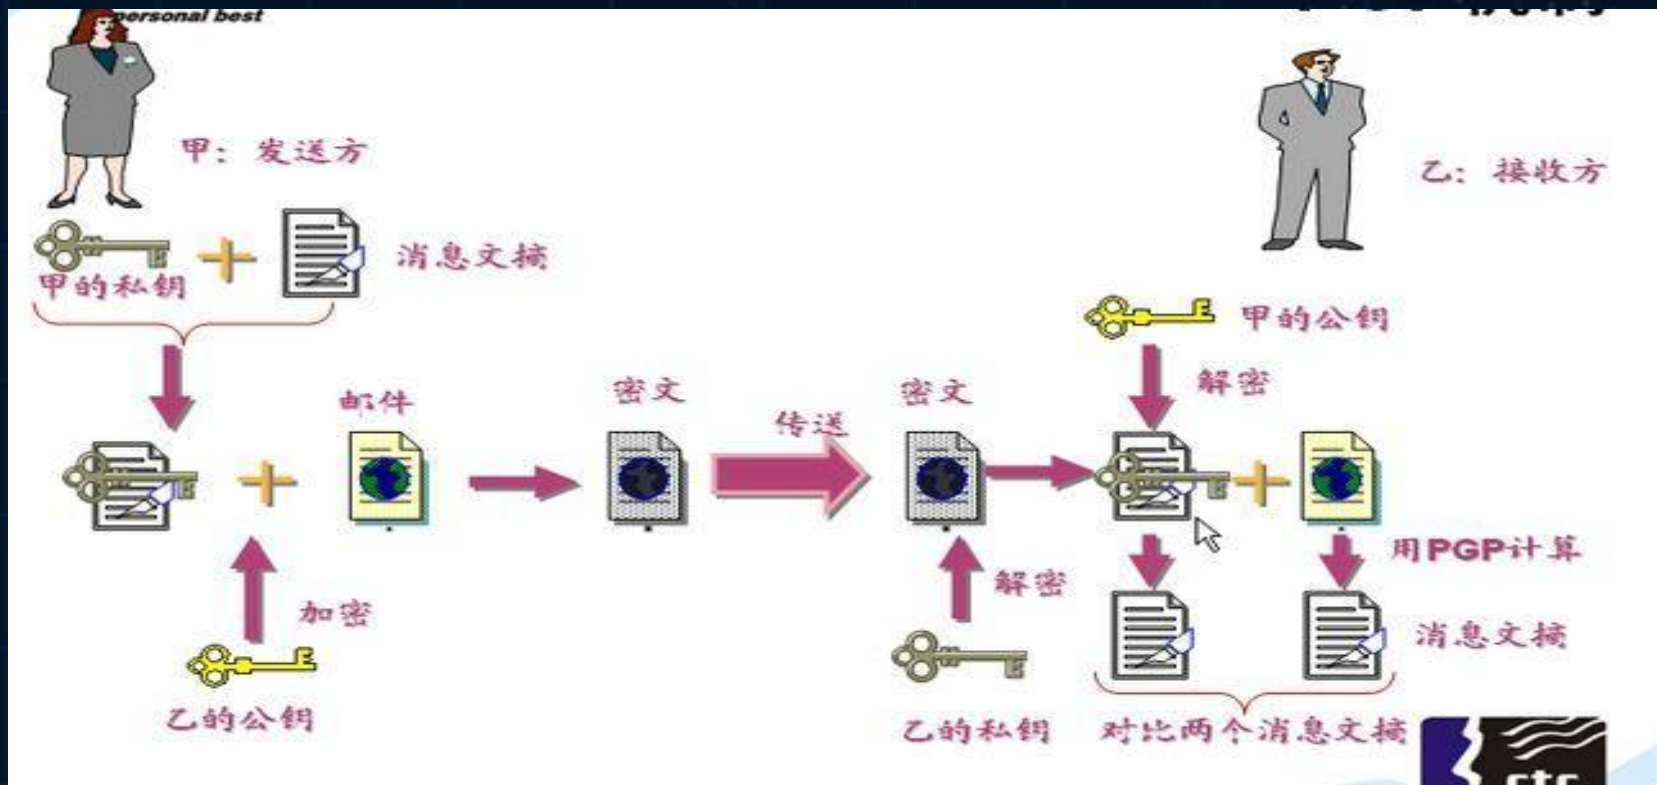 personal best
甲: 发送方
乙: 接收方
消息文摘
甲的私钥
甲的公钥
解密
邮件
密文
传送
密文
用PGP计算
加密
解密
消息文摘
乙的公钥
乙的私钥
对比两个消息文摘